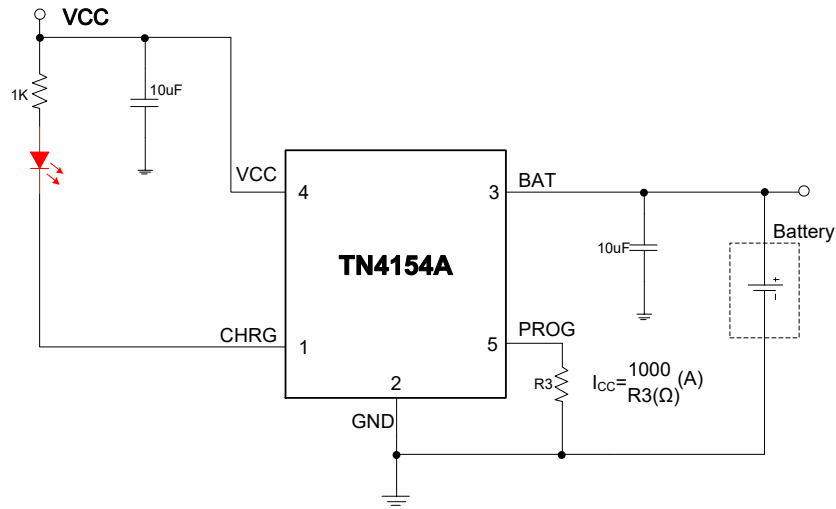 VCC
1K
10uF
VCC
4
3
BAT
TN4154A
10uF
Battery
+
−
CHRG
1
5
PROG
2
GND
R3
I_CC=1000/R3(Ω)(A)